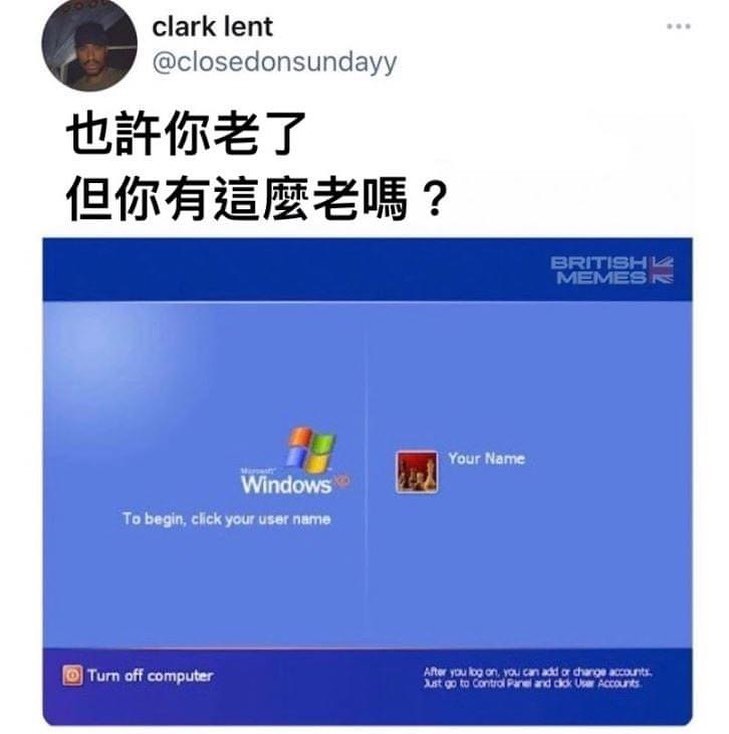 clark lent
@closedonsundayy
也許你老了
但你有這麼老嗎？
BRITISH
MEMES
Microsoft
Windows XP
To begin, click your user name
Your Name
Turn off computer
After you log on, you can add or change accounts.
Just go to Control Panel and click User Accounts.